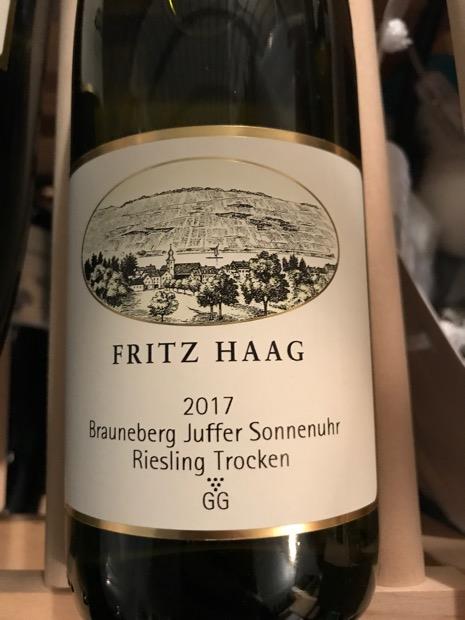 FRITZ HAAG
2017
Brauneberg Juffer Sonnenuhr
Riesling Trocken
GG